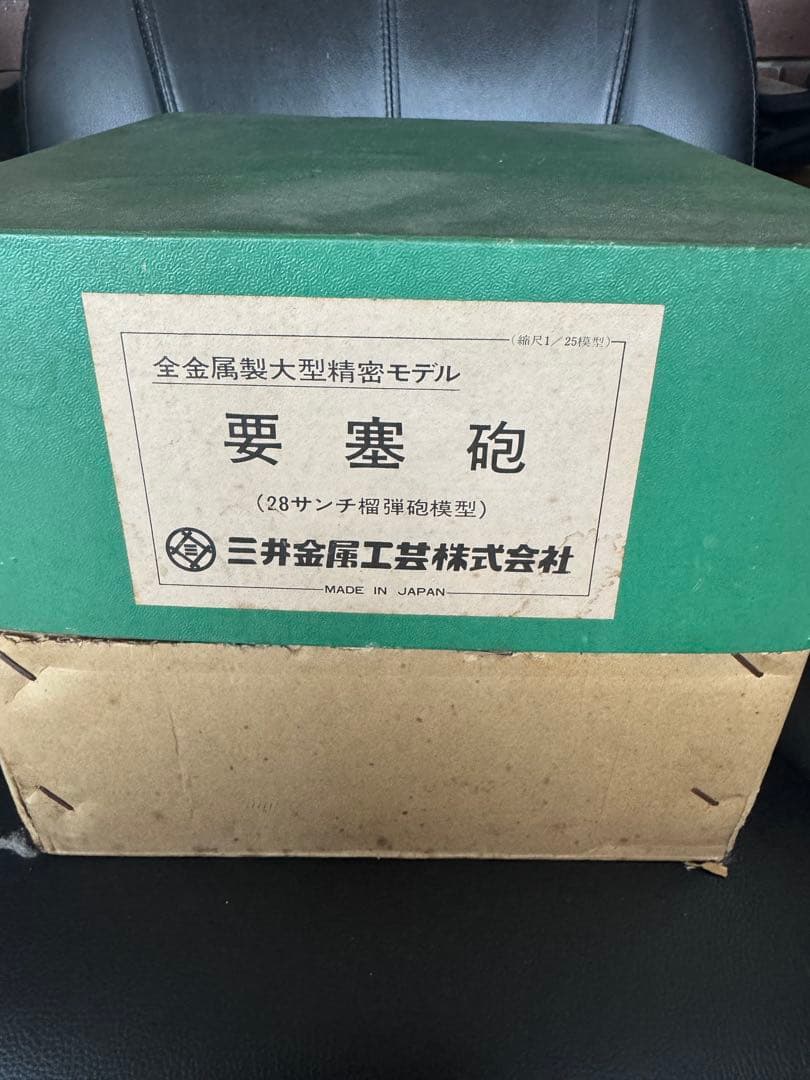 (縮尺1/25模型)
全金属製大型精密モデル
要塞砲
(28サンチ榴弾砲模型)
三井金属工芸株式会社
MADE IN JAPAN